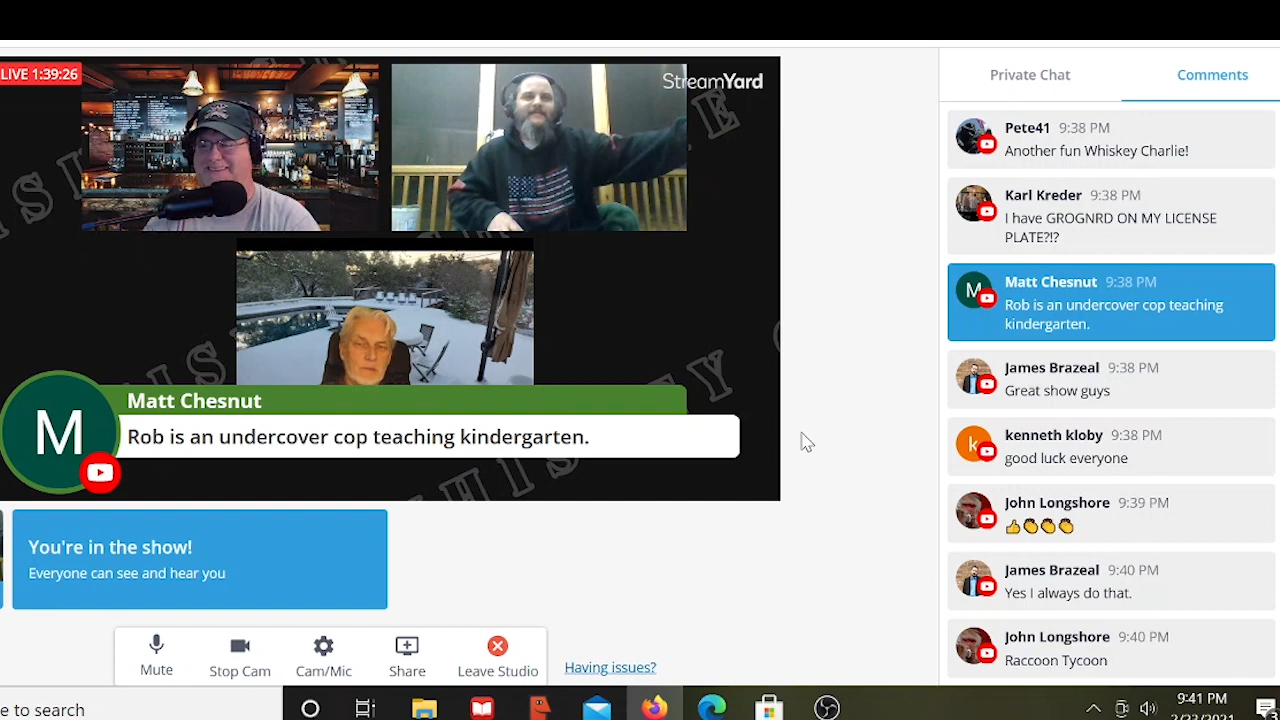 LIVE 1:39:26
StreamYard
Matt Chesnut
M
Rob is an undercover cop teaching kindergarten.
You're in the show!
Everyone can see and hear you
Mute
Stop Cam
Cam/Mic
Share
Leave Studio
Having issues?
Private Chat
Comments
Pete41 9:38 PM
Another fun Whiskey Charlie!
Karl Kreder 9:38 PM
I have GROGNRD ON MY LICENSE
PLATE?!?
M
Matt Chesnut 9:38 PM
Rob is an undercover cop teaching
kindergarten.
James Brazeal 9:38 PM
Great show guys
k
kenneth kloby 9:38 PM
good luck everyone
John Longshore 9:39 PM
👍👏👏👏
James Brazeal 9:40 PM
Yes I always do that.
John Longshore 9:40 PM
Raccoon Tycoon
e to search
9:41 PM
2/23/2021